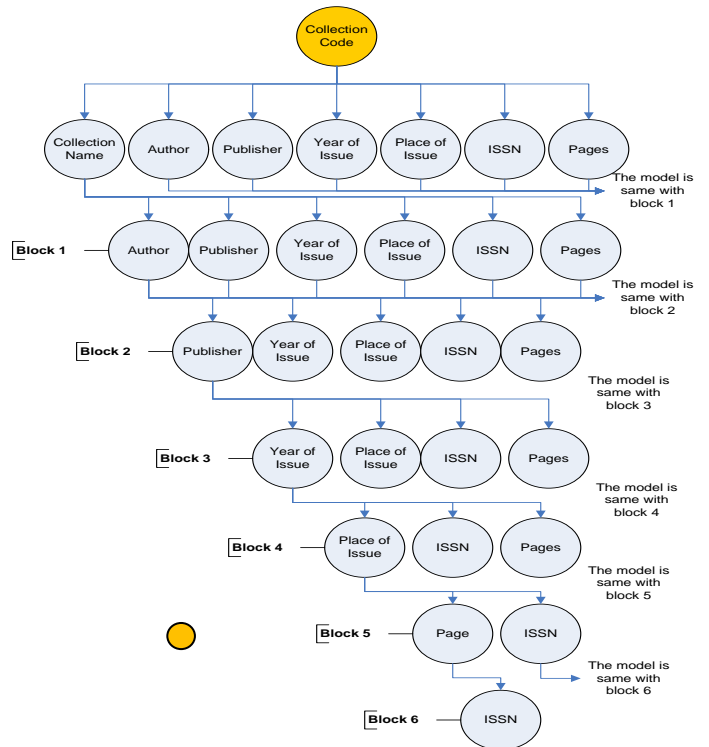 Collection
Code
Collection
Name
Author
Publisher
Year of
Issue
Place of
Issue
ISSN
Pages
The model is
same with
block 1
Block 1
Author
Publisher
Year of
Issue
Place of
Issue
ISSN
Pages
The model is
same with
block 2
Block 2
Publisher
Year of
Issue
Place of
Issue
ISSN
Pages
The model is
same with
block 3
Block 3
Year of
Issue
Place of
Issue
ISSN
Pages
The model is
same with
block 4
Block 4
Place of
Issue
ISSN
Pages
The model is
same with
block 5
Block 5
Page
ISSN
The model is
same with
block 6
Block 6
ISSN